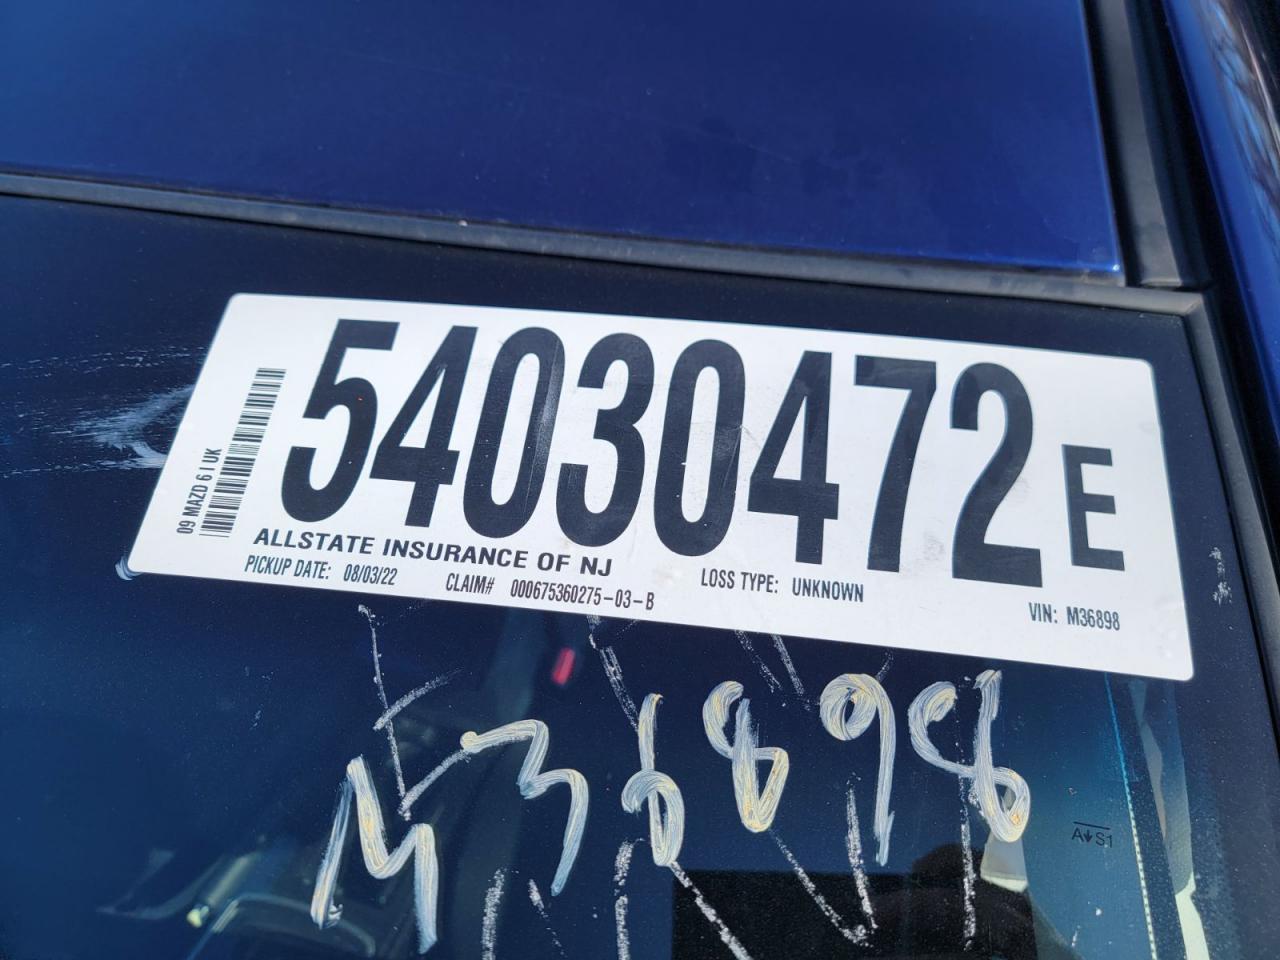 54030472 E
09 MAZD 6 I UK
ALLSTATE INSURANCE OF NJ
PICKUP DATE: 08/03/22 CLAIM# 000675360275-03-B LOSS TYPE: UNKNOWN VIN: M36898
M36898
A↓S1